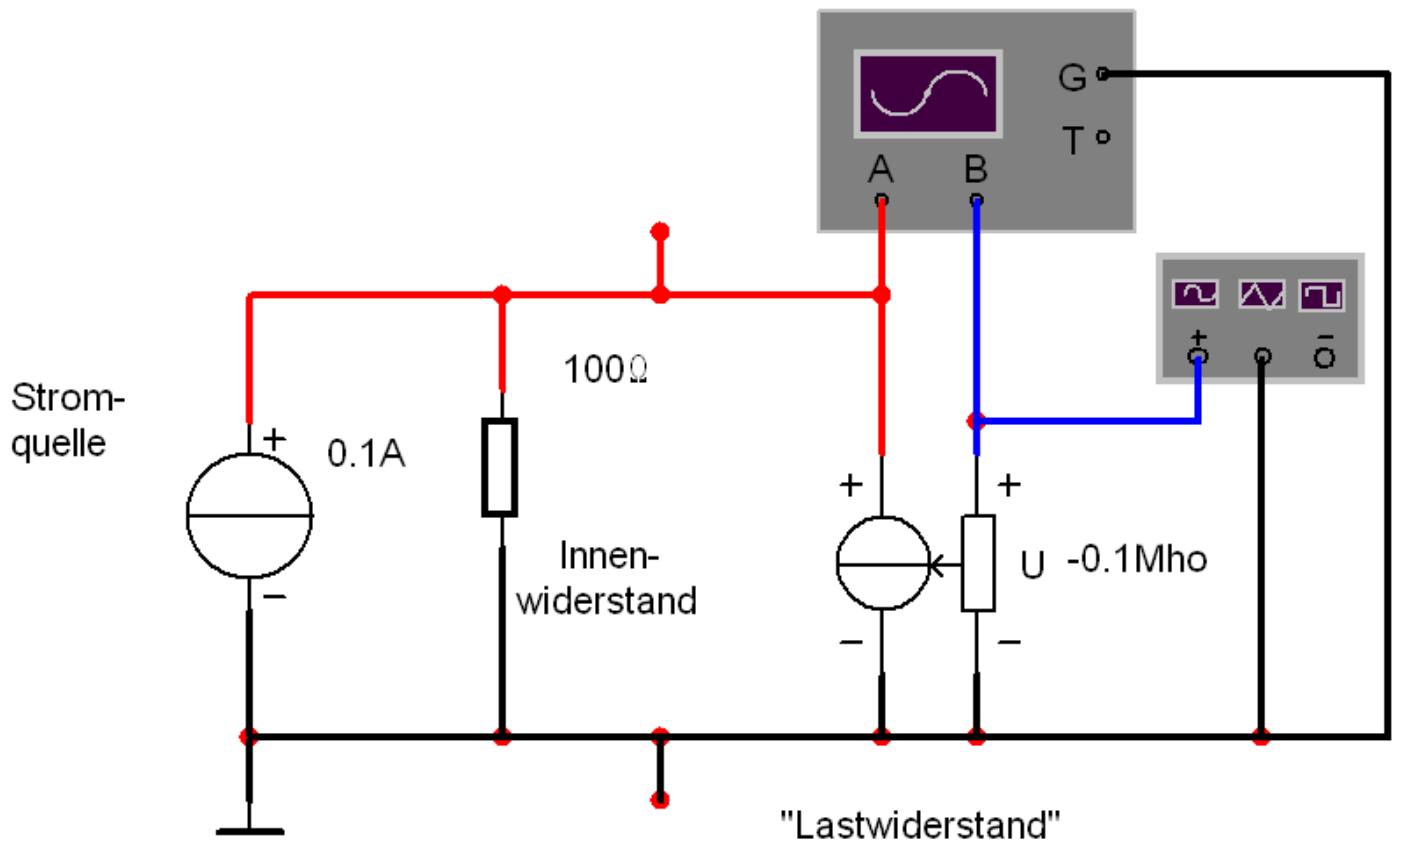 G
T
A B
100Ω
+ −
Strom-
quelle
+
0.1A
−
Innen-
widerstand
+ +
U -0.1Mho
− −
"Lastwiderstand"